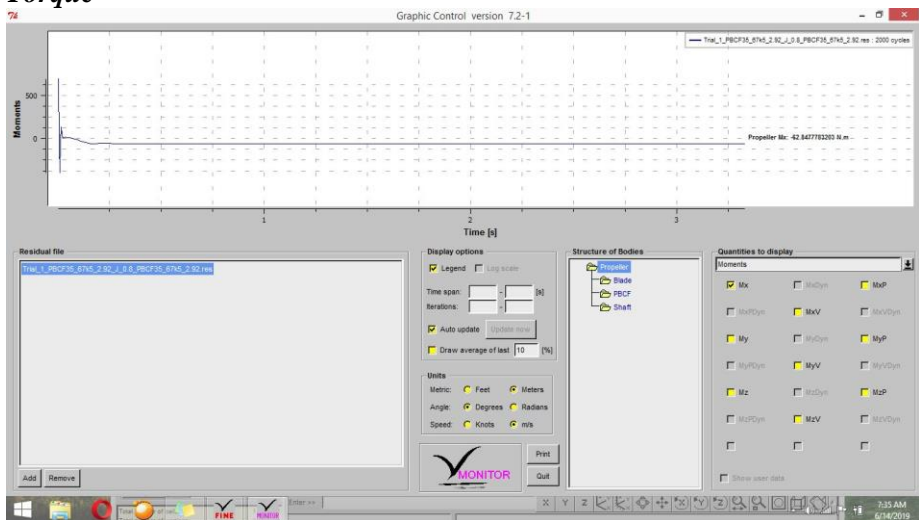 Torque
Graphic Control version 7.2-1
Trial_1_PBCF35_67k5_2.92_J_0.8_PBCF35_67k5_2.92.res : 2000 cycles
Moments
500
0
Propeller Mx: -62.8477783203 N.m
1
2
3
Time [s]
Residual file
Trial_1_PBCF35_67k5_2.92_J_0.8_PBCF35_67k5_2.92.res
Add
Remove
Display options
Legend
Log scale
Time span:
-
[s]
Iterations:
-
Auto update
Update now
Draw average of last
10
[%]
Units
Metric:
Feet
Meters
Angle:
Degrees
Radians
Speed:
Knots
m/s
MONITOR
Print
Quit
Structure of Bodies
Propeller
Blade
PBCF
Shaft
Quantities to display
Moments
Mx
MxDyn
MxP
MxPDyn
MxV
MxVDyn
My
MyDyn
MyP
MyPDyn
MyV
MyVDyn
Mz
MzDyn
MzP
MzPDyn
MzV
MzVDyn
Show user data
FINE
MONITOR
Enter >>
X Y Z
7:35 AM
6/14/2019